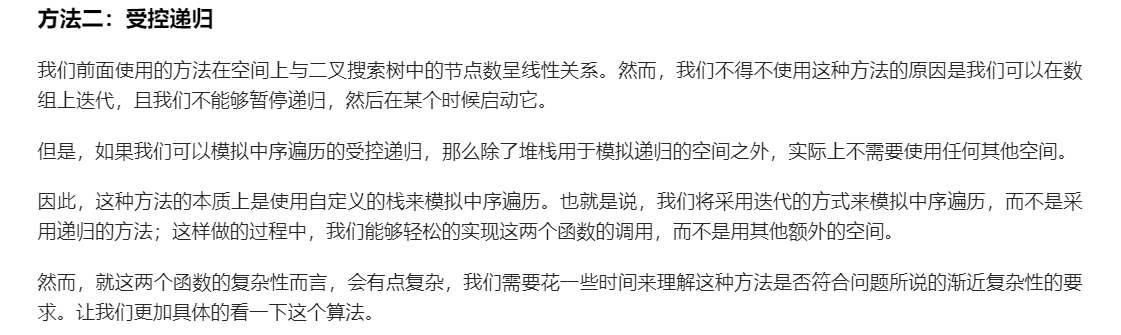 方法二：受控递归
我们前面使用的方法在空间上与二叉搜索树中的节点数呈线性关系。然而，我们不得不使用这种方法的原因是我们可以在数
组上迭代，且我们不能够暂停递归，然后在某个时候启动它。
但是，如果我们可以模拟中序遍历的受控递归，那么除了堆栈用于模拟递归的空间之外，实际上不需要使用任何其他空间。
因此，这种方法的本质上是使用自定义的栈来模拟中序遍历。也就是说，我们将采用迭代的方式来模拟中序遍历，而不是采
用递归的方法；这样做的过程中，我们能够轻松的实现这两个函数的调用，而不是用其他额外的空间。
然而，就这两个函数的复杂性而言，会有点复杂，我们需要花一些时间来理解这种方法是否符合问题所说的渐近复杂性的要
求。让我们更加具体的看一下这个算法。